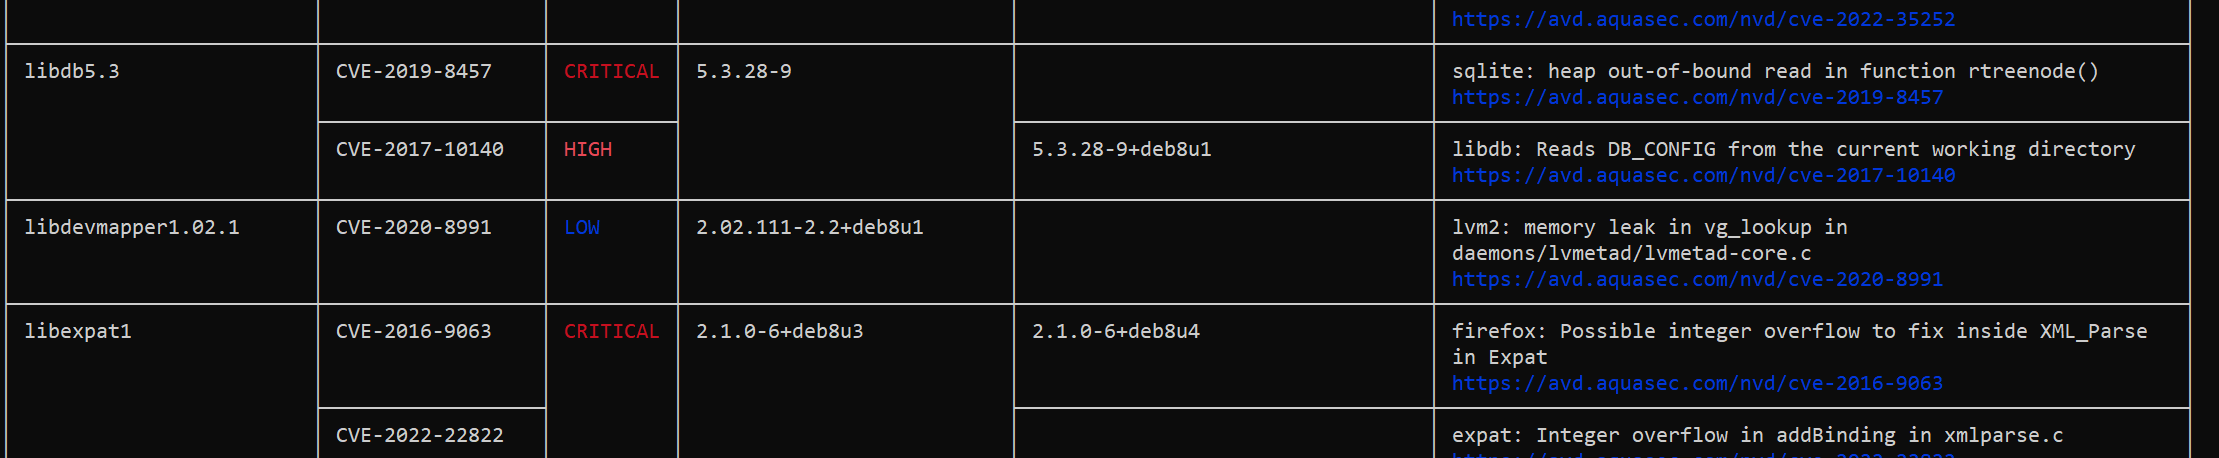 https://avd.aquasec.com/nvd/cve-2022-35252
libdb5.3 CVE-2019-8457 CRITICAL 5.3.28-9 sqlite: heap out-of-bound read in function rtreenode()
https://avd.aquasec.com/nvd/cve-2019-8457
CVE-2017-10140 HIGH 5.3.28-9+deb8u1 libdb: Reads DB_CONFIG from the current working directory
https://avd.aquasec.com/nvd/cve-2017-10140
libdevmapper1.02.1 CVE-2020-8991 LOW 2.02.111-2.2+deb8u1 lvm2: memory leak in vg_lookup in
daemons/lvmetad/lvmetad-core.c
https://avd.aquasec.com/nvd/cve-2020-8991
libexpat1 CVE-2016-9063 CRITICAL 2.1.0-6+deb8u3 2.1.0-6+deb8u4 firefox: Possible integer overflow to fix inside XML_Parse
in Expat
https://avd.aquasec.com/nvd/cve-2016-9063
CVE-2022-22822 expat: Integer overflow in addBinding in xmlparse.c